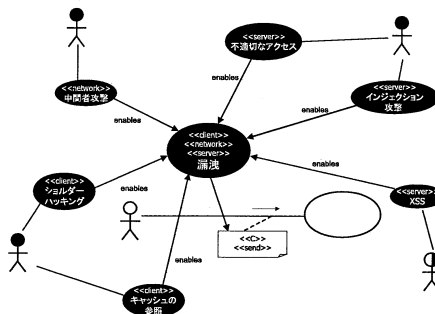 <<server>>
不適切なアクセス
<<network>>
中間者攻撃
<<server>>
インジェクション
攻撃
enables
enables
enables
<<client>>
<<network>>
<<server>>
漏洩
<<client>>
ショルダー
ハッキング
enables
enables
<<server>>
XSS
<<C>>
<<send>>
enables
<<client>>
キャッシュの
参照